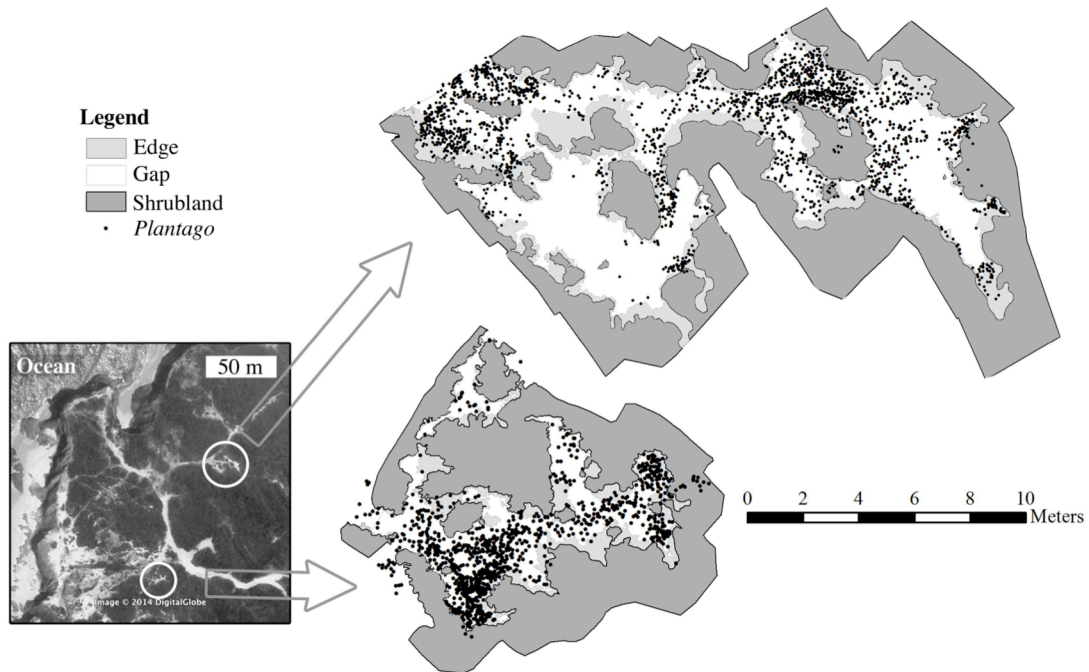 Legend
Edge
Gap
Shrubland
Plantago
Ocean
50 m
Image © 2014 DigitalGlobe
0 2 4 6 8 10
Meters